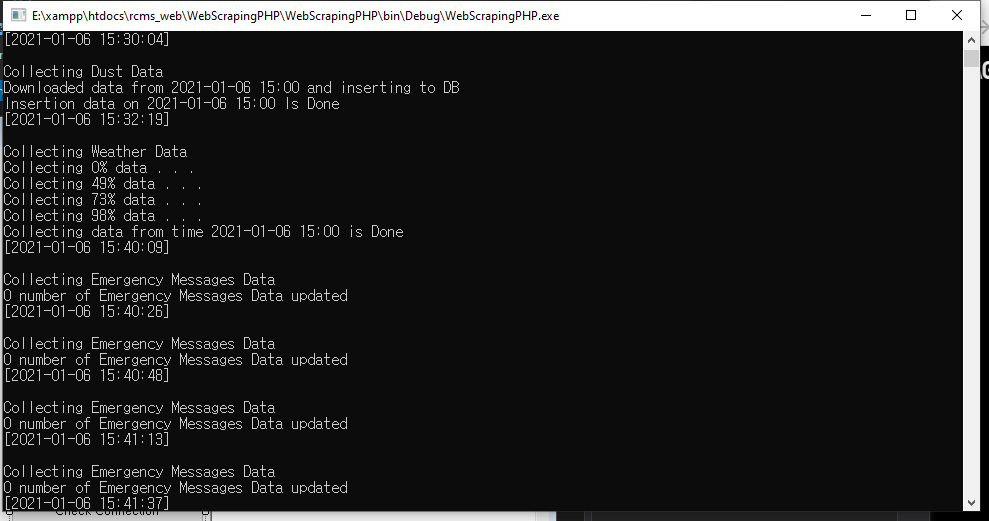 E:\xampp\htdocs\rcms_web\WebScrapingPHP\WebScrapingPHP\bin\Debug\WebScrapingPHP.exe
[2021-01-06 15:30:04]
Collecting Dust Data
Downloaded data from 2021-01-06 15:00 and inserting to DB
Insertion data on 2021-01-06 15:00 Is Done
[2021-01-06 15:32:19]
Collecting Weather Data
Collecting 0% data . . .
Collecting 49% data . . .
Collecting 73% data . . .
Collecting 98% data . . .
Collecting data from time 2021-01-06 15:00 is Done
[2021-01-06 15:40:09]
Collecting Emergency Messages Data
0 number of Emergency Messages Data updated
[2021-01-06 15:40:26]
Collecting Emergency Messages Data
0 number of Emergency Messages Data updated
[2021-01-06 15:40:48]
Collecting Emergency Messages Data
0 number of Emergency Messages Data updated
[2021-01-06 15:41:13]
Collecting Emergency Messages Data
0 number of Emergency Messages Data updated
[2021-01-06 15:41:37]
Check Connection